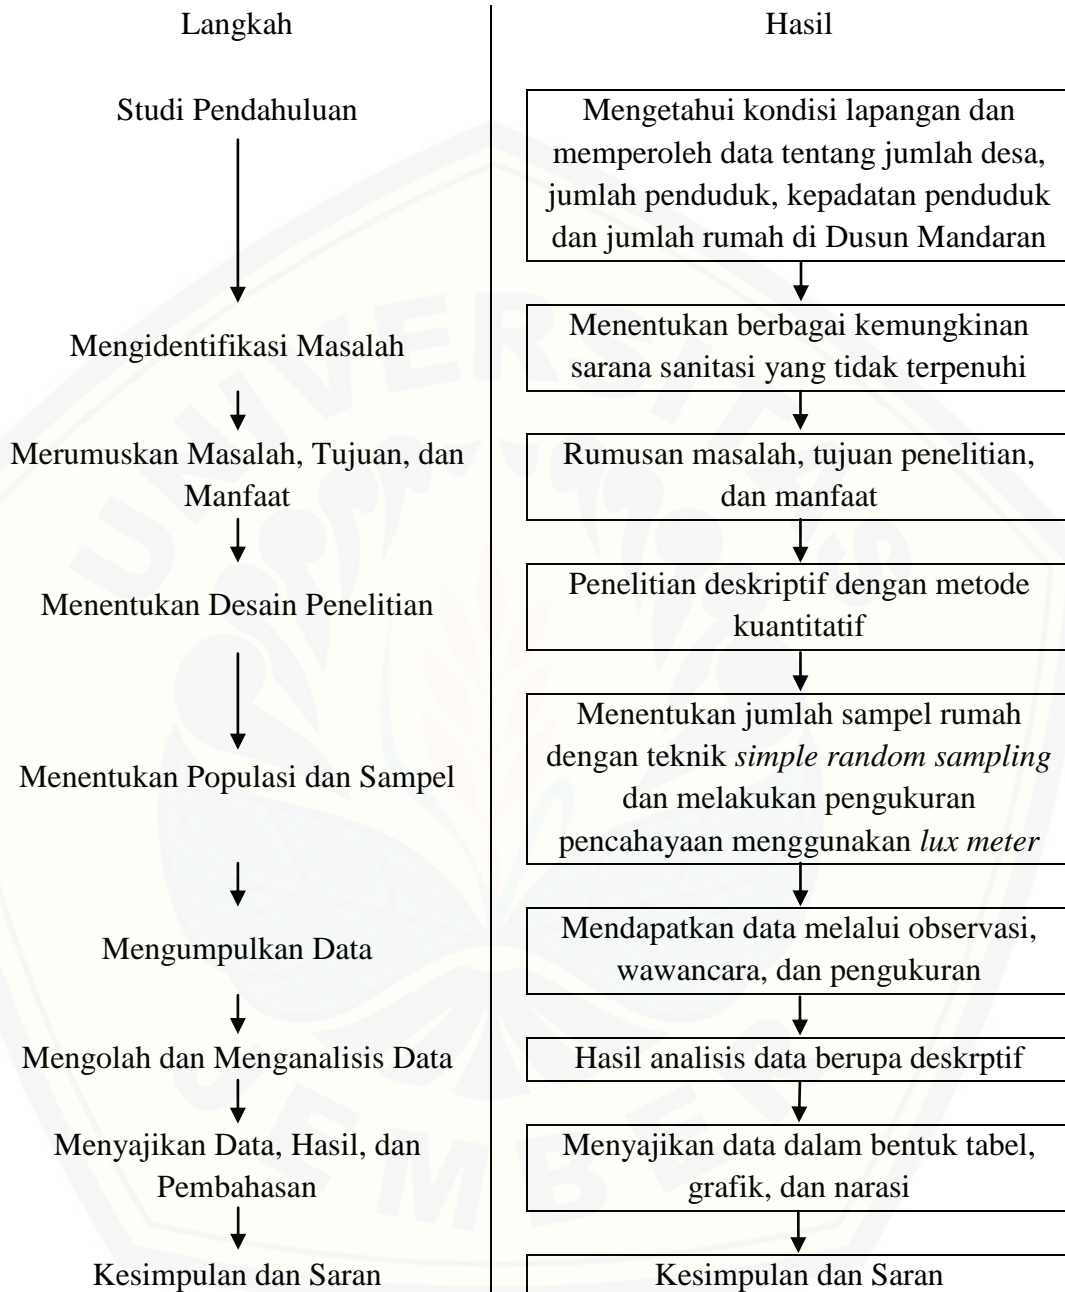 Langkah
Hasil
Studi Pendahuluan
Mengetahui kondisi lapangan dan
memperoleh data tentang jumlah desa,
jumlah penduduk, kepadatan penduduk
dan jumlah rumah di Dusun Mandaran
Mengidentifikasi Masalah
Menentukan berbagai kemungkinan
sarana sanitasi yang tidak terpenuhi
Merumuskan Masalah, Tujuan, dan
Manfaat
Rumusan masalah, tujuan penelitian,
dan manfaat
Menentukan Desain Penelitian
Penelitian deskriptif dengan metode
kuantitatif
Menentukan Populasi dan Sampel
Menentukan jumlah sampel rumah
dengan teknik simple random sampling
dan melakukan pengukuran
pencahayaan menggunakan lux meter
Mengumpulkan Data
Mendapatkan data melalui observasi,
wawancara, dan pengukuran
Mengolah dan Menganalisis Data
Hasil analisis data berupa deskrptif
Menyajikan Data, Hasil, dan
Pembahasan
Menyajikan data dalam bentuk tabel,
grafik, dan narasi
Kesimpulan dan Saran
Kesimpulan dan Saran
UNIVERSITAS
JEMBER